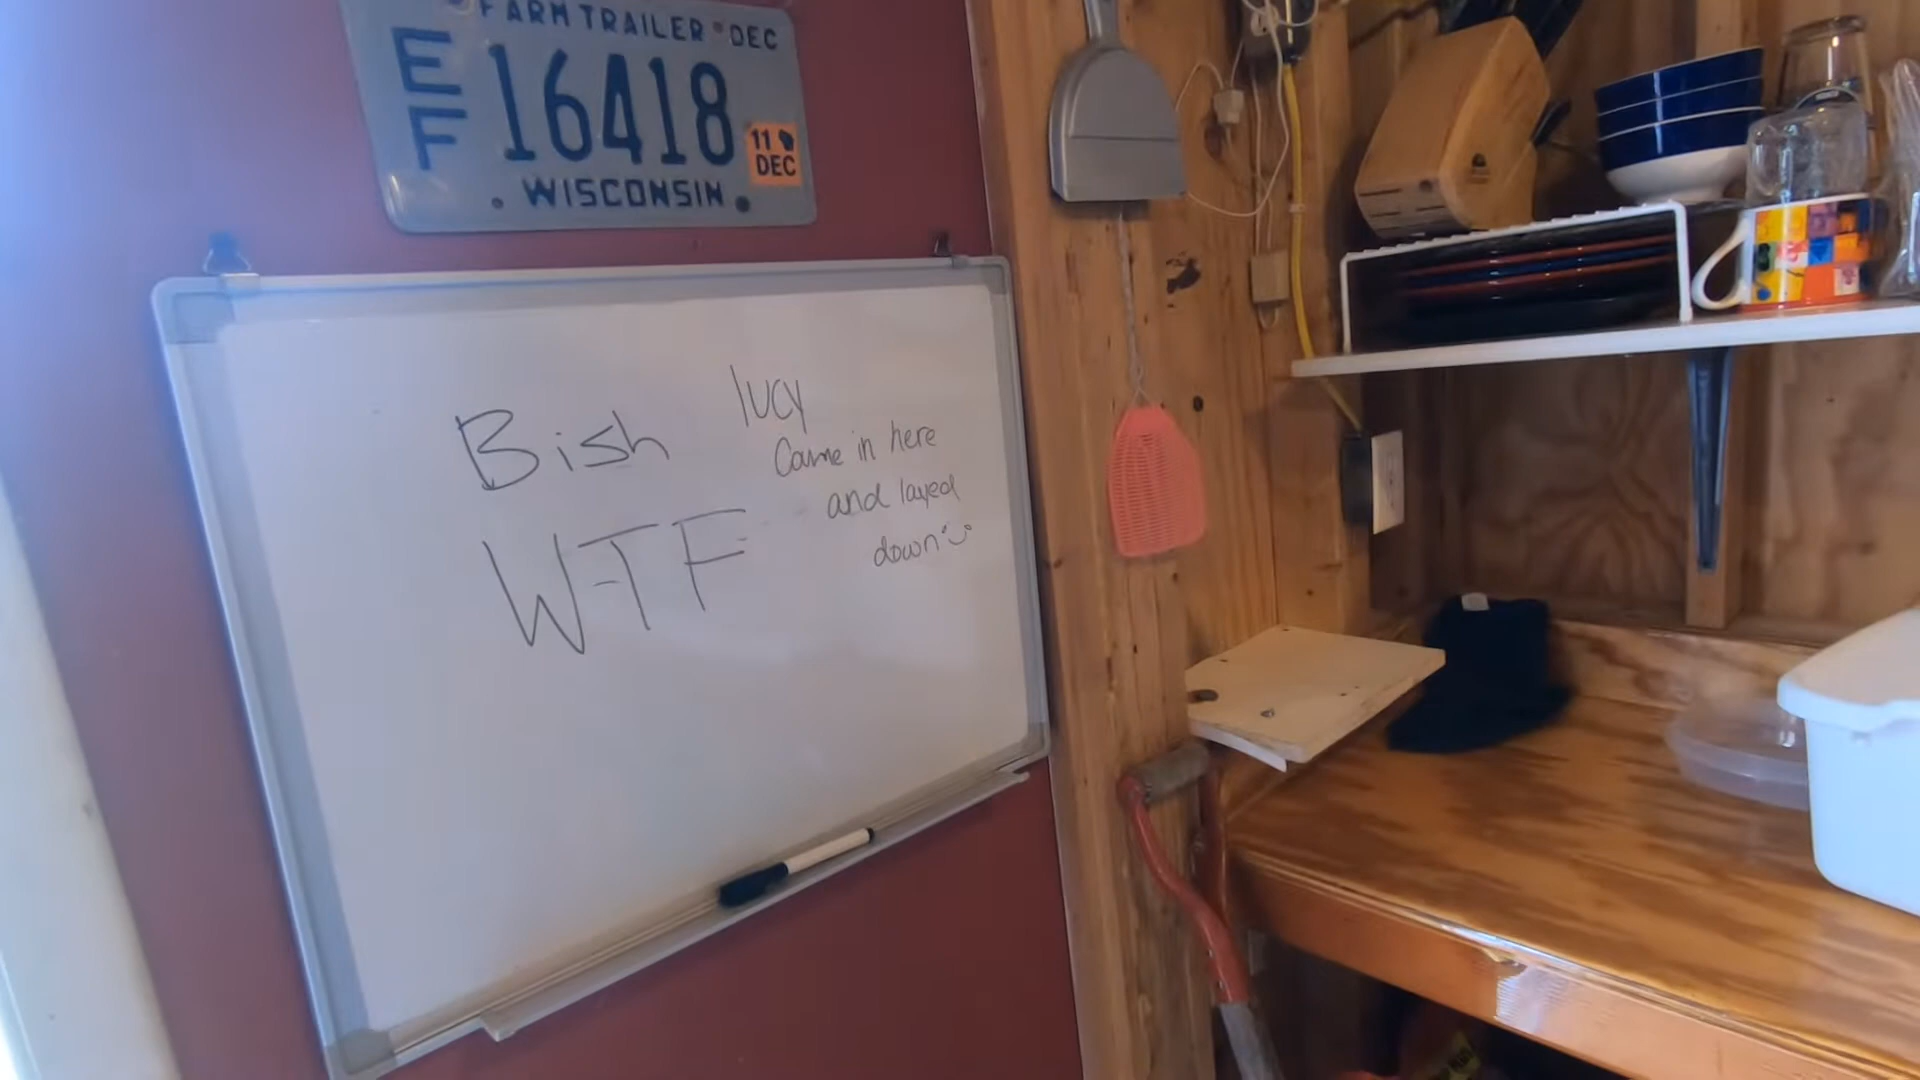 FARM TRAILER DEC
EF 16418
11 DEC
WISCONSIN
Bish
WTF
lucy
Came in here
and layed
down